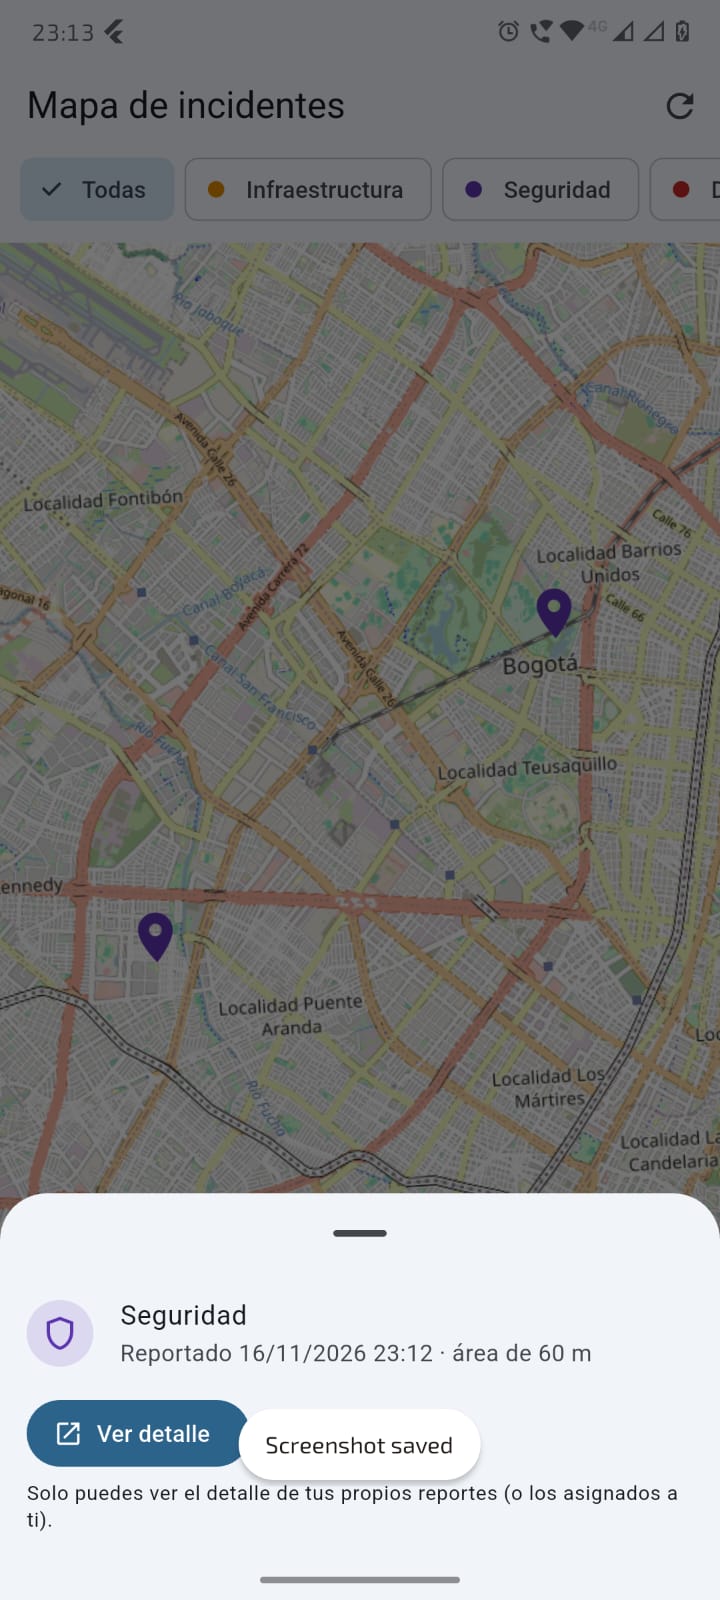 23:13
4G
Mapa de incidentes
Todas
Infraestructura
Seguridad
D
Río Jaboque
Canal Rionegro
Avenida Calle 26
Localidad Fontibón
Calle 76
Localidad Barrios
Unidos
Canal Bojacá
Avenida Carrera 72
agonal 16
Calle 66
Avenida Calle 26
Bogotá
Canal San Francisco
Río Fucha
Localidad Teusaquillo
ennedy
Localidad Puente
Aranda
Loc
Localidad Los
Mártires
Río Fucha
Localidad La
Candelaria
Seguridad
Reportado 16/11/2026 23:12 · área de 60 m
Ver detalle
Screenshot saved
Solo puedes ver el detalle de tus propios reportes (o los asignados a
ti).